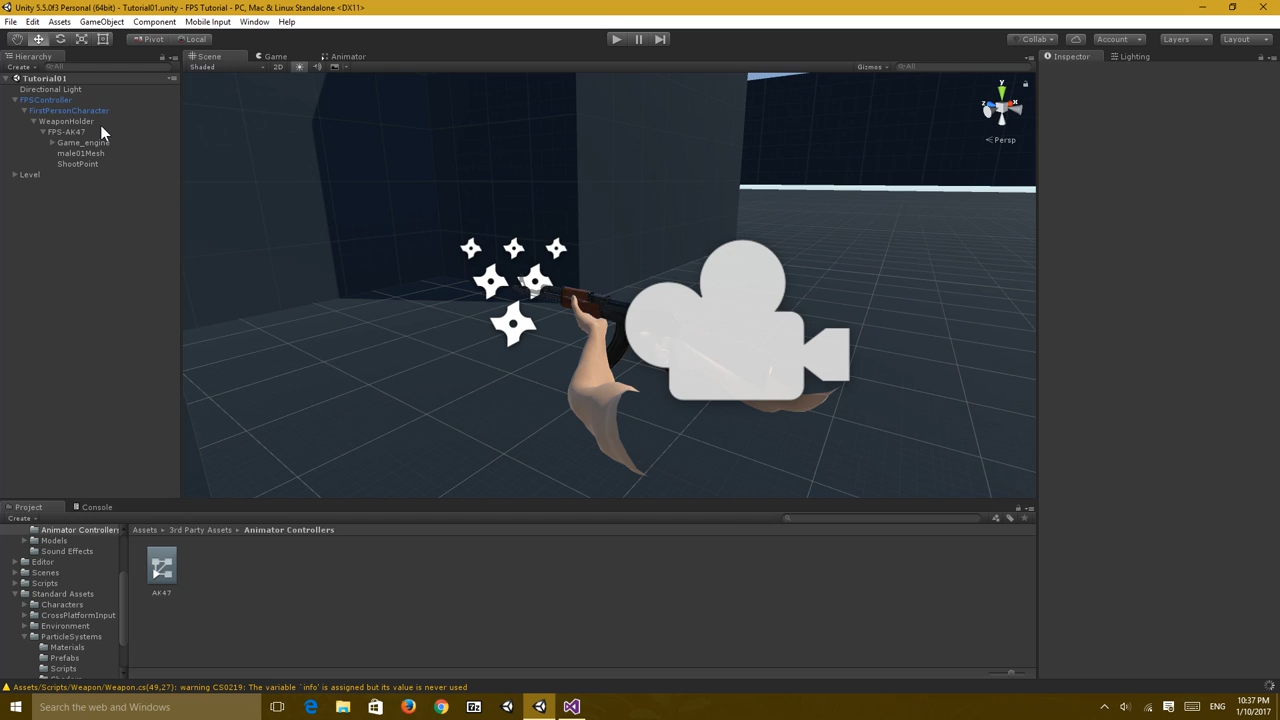 Unity 5.5.0f3 Personal (64bit) - Tutorial01.unity - FPS Tutorial - PC, Mac & Linux Standalone <DX11>
File Edit Assets GameObject Component Mobile Input Window Help
Pivot Local Collab Account Layers Layout
Hierarchy Scene Game Animator Inspector Lighting
Create All Shaded 2D Gizmos All
Tutorial01
Directional Light
FPSController
FirstPersonCharacter
WeaponHolder
FPS-AK47
Game_engine
male01Mesh
ShootPoint
Level
y
z x
Persp
Project Console
Create
Animator Controllers Assets 3rd Party Assets Animator Controllers
Models
Sound Effects
Editor
Scenes
Scripts
Standard Assets AK47
Characters
CrossPlatformInput
Environment
ParticleSystems
Materials
Prefabs
Scripts
Assets/Scripts/Weapon/Weapon.cs(49,27): warning CS0219: The variable `info' is assigned but its value is never used
Search the web and Windows ENG 10:37 PM
1/10/2017